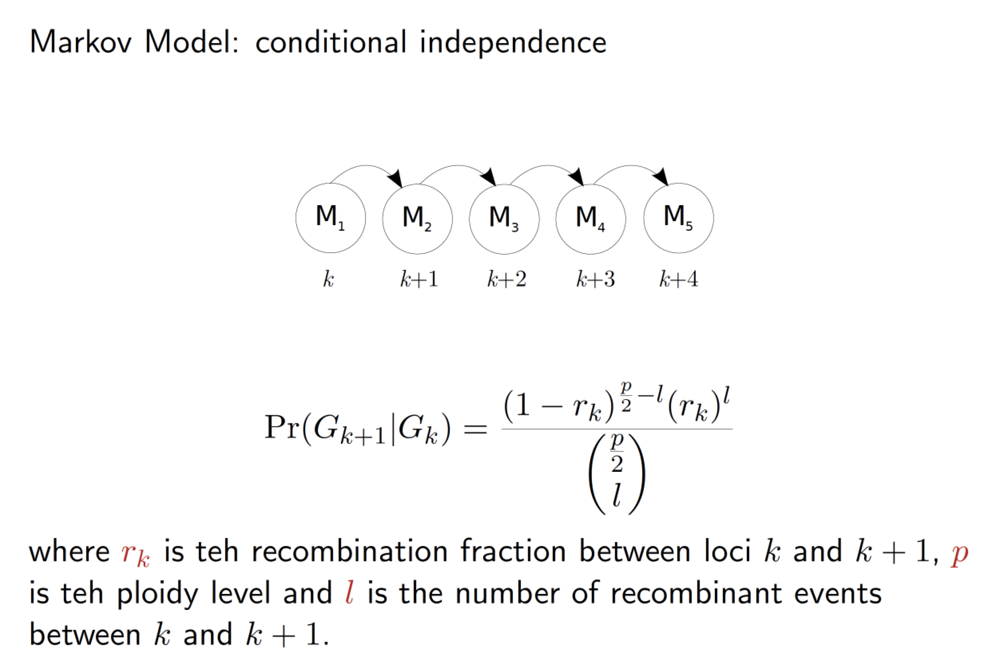 Markov Model: conditional independence
M₁ M₂ M₃ M₄ M₅
k k+1 k+2 k+3 k+4
$\Pr(G_{k+1}|G_k) = \frac{(1 - r_k)^{\frac{p}{2}-l}(r_k)^l}{\binom{\frac{p}{2}}{l}}$
where $r_k$ is teh recombination fraction between loci $k$ and $k + 1$, $p$
is teh ploidy level and $l$ is the number of recombinant events
between $k$ and $k + 1$.